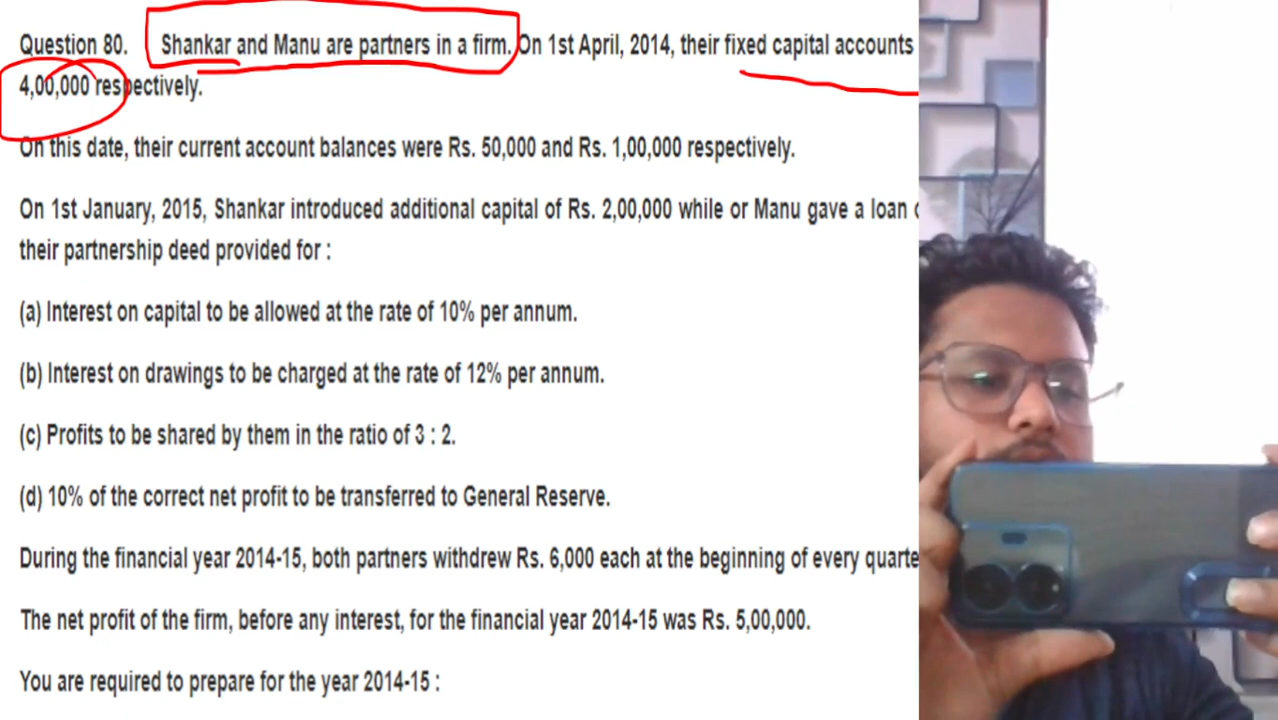 Question 80. Shankar and Manu are partners in a firm. On 1st April, 2014, their fixed capital accounts
4,00,000 respectively.
On this date, their current account balances were Rs. 50,000 and Rs. 1,00,000 respectively.
On 1st January, 2015, Shankar introduced additional capital of Rs. 2,00,000 while or Manu gave a loan
their partnership deed provided for :
(a) Interest on capital to be allowed at the rate of 10% per annum.
(b) Interest on drawings to be charged at the rate of 12% per annum.
(c) Profits to be shared by them in the ratio of 3 : 2.
(d) 10% of the correct net profit to be transferred to General Reserve.
During the financial year 2014-15, both partners withdrew Rs. 6,000 each at the beginning of every quarte
The net profit of the firm, before any interest, for the financial year 2014-15 was Rs. 5,00,000.
You are required to prepare for the year 2014-15 :